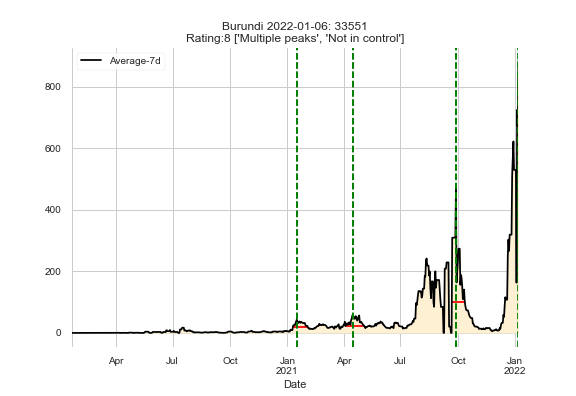 Burundi 2022-01-06: 33551
Rating:8 ['Multiple peaks', 'Not in control']
Average-7d
800
600
400
200
0
Apr Jul Oct Jan Apr Jul Oct Jan
2021 2022
Date